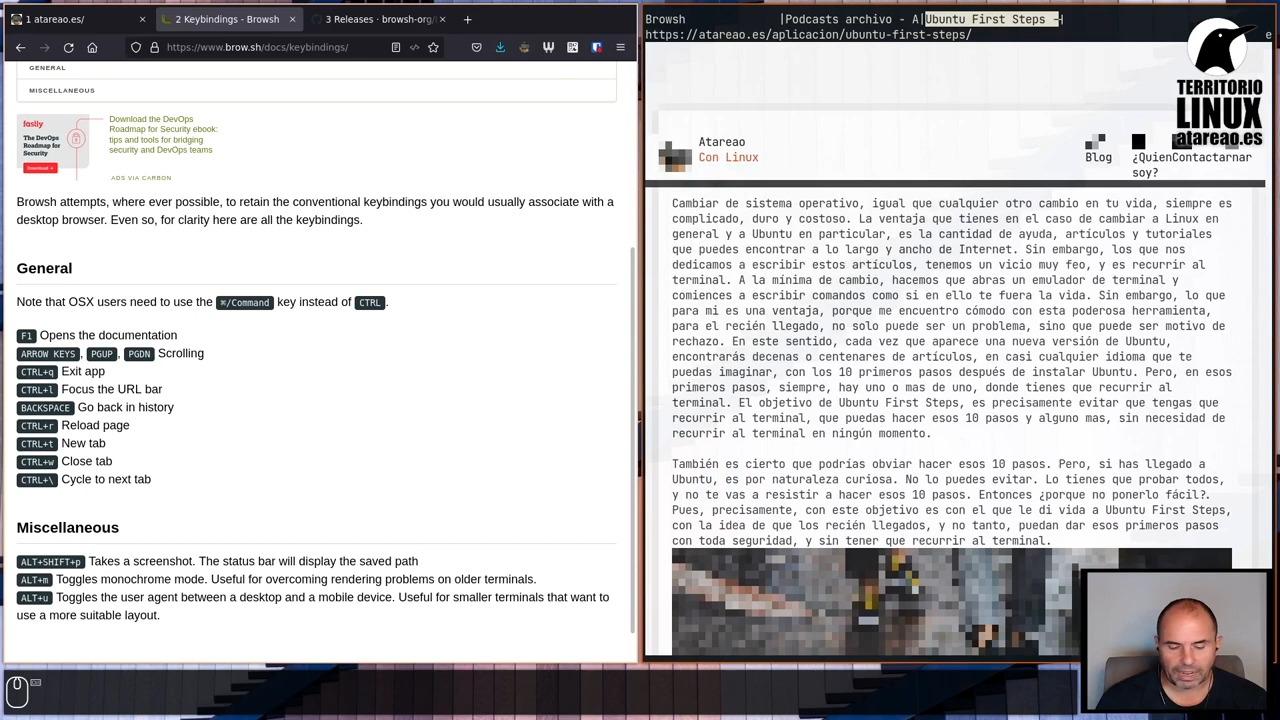 1 atareao.es/
2 Keybindings - Browsh
3 Releases · browsh-org/
https://www.brow.sh/docs/keybindings/
GENERAL
MISCELLANEOUS
fastly
The DevOps
Roadmap for
Security
Download
Download the DevOps
Roadmap for Security ebook:
tips and tools for bridging
security and DevOps teams
ADS VIA CARBON
Browsh attempts, where ever possible, to retain the conventional keybindings you would usually associate with a
desktop browser. Even so, for clarity here are all the keybindings.
General
Note that OSX users need to use the ⌘/Command key instead of CTRL.
F1 Opens the documentation
ARROW KEYS, PGUP, PGDN Scrolling
CTRL+q Exit app
CTRL+l Focus the URL bar
BACKSPACE Go back in history
CTRL+r Reload page
CTRL+t New tab
CTRL+w Close tab
CTRL+\ Cycle to next tab
Miscellaneous
ALT+SHIFT+p Takes a screenshot. The status bar will display the saved path
ALT+m Toggles monochrome mode. Useful for overcoming rendering problems on older terminals.
ALT+u Toggles the user agent between a desktop and a mobile device. Useful for smaller terminals that want to
use a more suitable layout.
Browsh |Podcasts archivo - A|Ubuntu First Steps -
https://atareao.es/aplicacion/ubuntu-first-steps/ e
TERRITORIO
LINUX
atareao.es
Atareao
Con Linux
Blog ¿QuienContactarnar
soy?
Cambiar de sistema operativo, igual que cualquier otro cambio en tu vida, siempre es
complicado, duro y costoso. La ventaja que tienes en el caso de cambiar a Linux en
general y a Ubuntu en particular, es la cantidad de ayuda, artículos y tutoriales
que puedes encontrar a lo largo y ancho de Internet. Sin embargo, los que nos
dedicamos a escribir estos artículos, tenemos un vicio muy feo, y es recurrir al
terminal. A la mínima de cambio, hacemos que abras un emulador de terminal y
comiences a escribir comandos como si en ello te fuera la vida. Sin embargo, lo que
para mi es una ventaja, porque me encuentro cómodo con esta poderosa herramienta,
para el recién llegado, no solo puede ser un problema, sino que puede ser motivo de
rechazo. En este sentido, cada vez que aparece una nueva versión de Ubuntu,
encontrarás decenas o centenares de artículos, en casi cualquier idioma que te
puedas imaginar, con los 10 primeros pasos después de instalar Ubuntu. Pero, en esos
primeros pasos, siempre, hay uno o mas de uno, donde tienes que recurrir al
terminal. El objetivo de Ubuntu First Steps, es precisamente evitar que tengas que
recurrir al terminal, que puedas hacer esos 10 pasos y alguno mas, sin necesidad de
recurrir al terminal en ningún momento.
También es cierto que podrías obviar hacer esos 10 pasos. Pero, si has llegado a
Ubuntu, es por naturaleza curiosa. No lo puedes evitar. Lo tienes que probar todos,
y no te vas a resistir a hacer esos 10 pasos. Entonces ¿porque no ponerlo fácil?.
Pues, precisamente, con este objetivo es con el que le di vida a Ubuntu First Steps,
con la idea de que los recién llegados, y no tanto, puedan dar esos primeros pasos
con toda seguridad, y sin tener que recurrir al terminal.